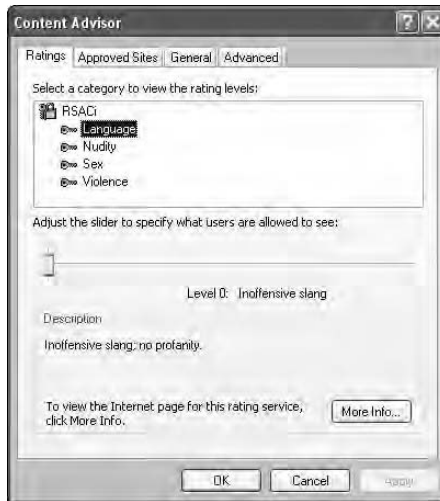 Content Advisor
Ratings Approved Sites General Advanced
Select a category to view the rating levels:
RSACi
Language
Nudity
Sex
Violence
Adjust the slider to specify what users are allowed to see:
Level 0: Inoffensive slang
Description
Inoffensive slang; no profanity.
To view the Internet page for this rating service,
click More Info.
More Info...
OK Cancel Apply